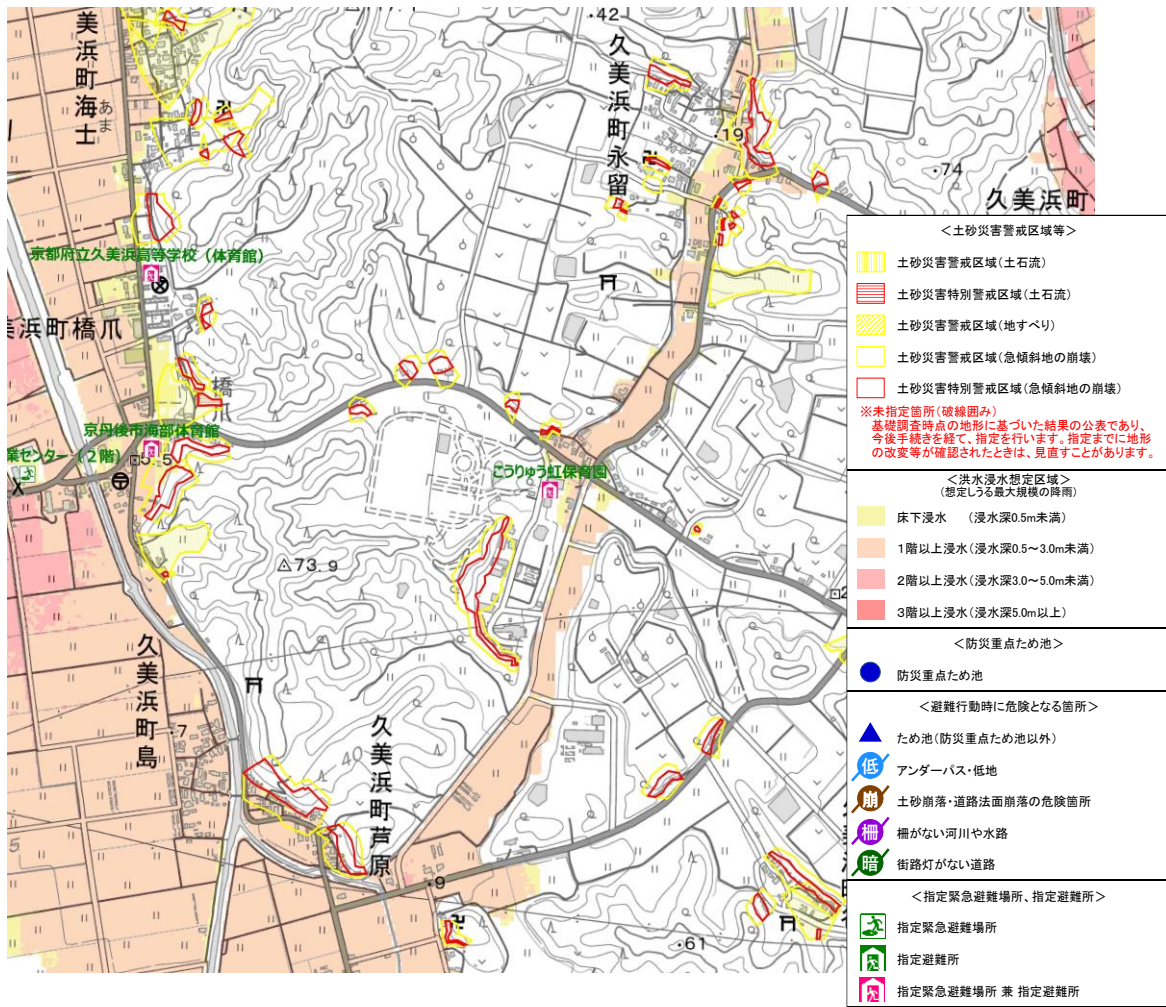 42
美浜町海士
あま
久美浜町永留
19
74
久美浜町
京都府立久美浜高等学校（体育館）
美浜町橋爪
橋爪
京丹後市海部体育館
業センター（2階）
5.5
こうりゅう虹保育園
73.9
久美浜町島
7
40
久美浜町芦原
9
61
＜土砂災害警戒区域等＞
土砂災害警戒区域(土石流)
土砂災害特別警戒区域(土石流)
土砂災害警戒区域(地すべり)
土砂災害警戒区域(急傾斜地の崩壊)
土砂災害特別警戒区域(急傾斜地の崩壊)
※未指定箇所(破線囲み)
基礎調査時点の地形に基づいた結果の公表であり、
今後手続きを経て、指定を行います。指定までに地形
の改変等が確認されたときは、見直すことがあります。
＜洪水浸水想定区域＞
(想定しうる最大規模の降雨)
床下浸水　(浸水深0.5m未満)
1階以上浸水(浸水深0.5～3.0m未満)
2階以上浸水(浸水深3.0～5.0m未満)
3階以上浸水(浸水深5.0m以上)
＜防災重点ため池＞
防災重点ため池
＜避難行動時に危険となる箇所＞
ため池(防災重点ため池以外)
低 アンダーパス・低地
崩 土砂崩落・道路法面崩落の危険箇所
柵 柵がない河川や水路
暗 街路灯がない道路
＜指定緊急避難場所、指定避難所＞
指定緊急避難場所
指定避難所
指定緊急避難場所 兼 指定避難所